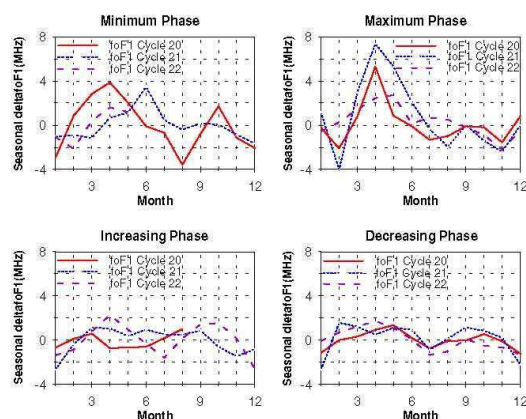 Minimum Phase
Seasonal deltafoF1(MHz)
8
4
0
-4
foF1 Cycle 20
foF1 Cycle 21
foF1 Cycle 22
3 6 9 12
Month
Maximum Phase
Seasonal deltafoF1(MHz)
8
4
0
-4
foF1 Cycle 20
foF1 Cycle 21
foF1 Cycle 22
3 6 9 12
Month
Increasing Phase
Seasonal dletafoF1(MHz)
8
4
0
-4
foF1 Cycle 20
foF1 Cycle 21
foF1 Cycle 22
3 6 9 12
Month
Decreasing Phase
Seasonal dietafoF1(MHz)
8
4
0
-4
foF1 Cycle 20
foF1 Cycle 21
foF1 Cycle 22
3 6 9 12
Month